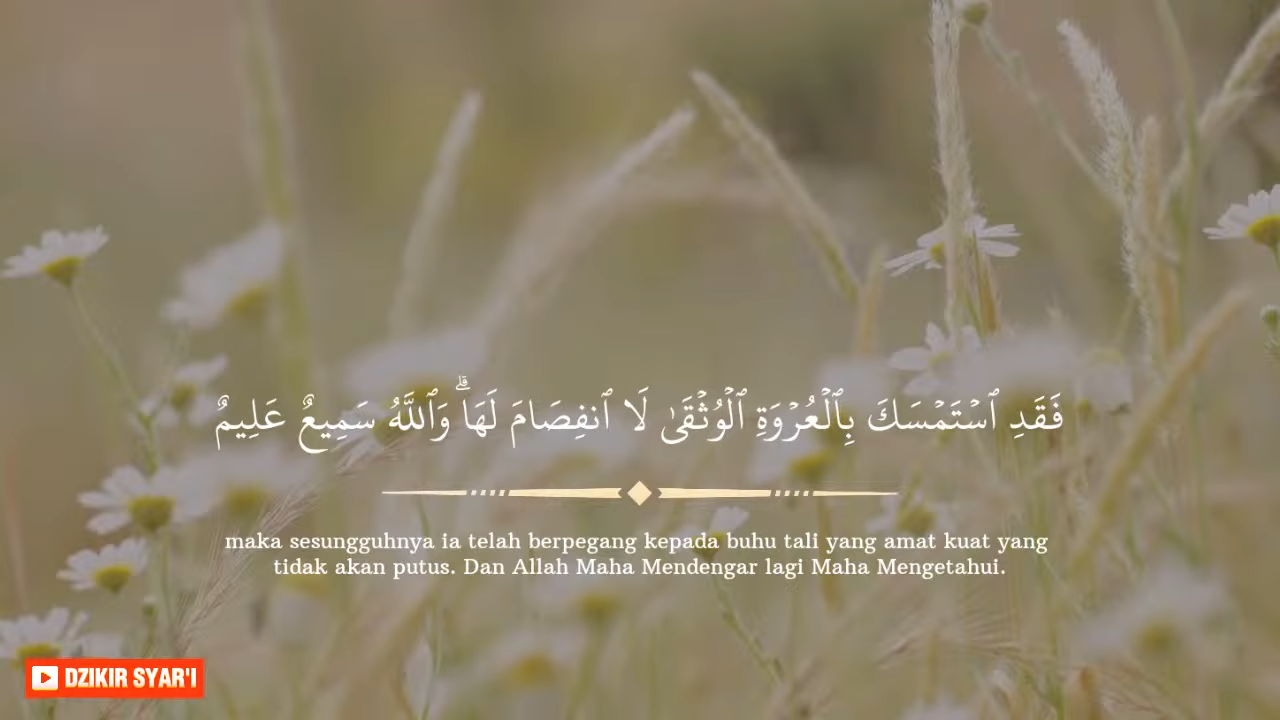 فَقَدِ ٱسْتَمْسَكَ بِٱلْعُرْوَةِ ٱلْوُثْقَىٰ لَا ٱنفِصَامَ لَهَا ۗ وَٱللَّهُ سَمِيعٌ عَلِيمٌ
maka sesungguhnya ia telah berpegang kepada buhu tali yang amat kuat yang
tidak akan putus. Dan Allah Maha Mendengar lagi Maha Mengetahui.
DZIKIR SYAR'I